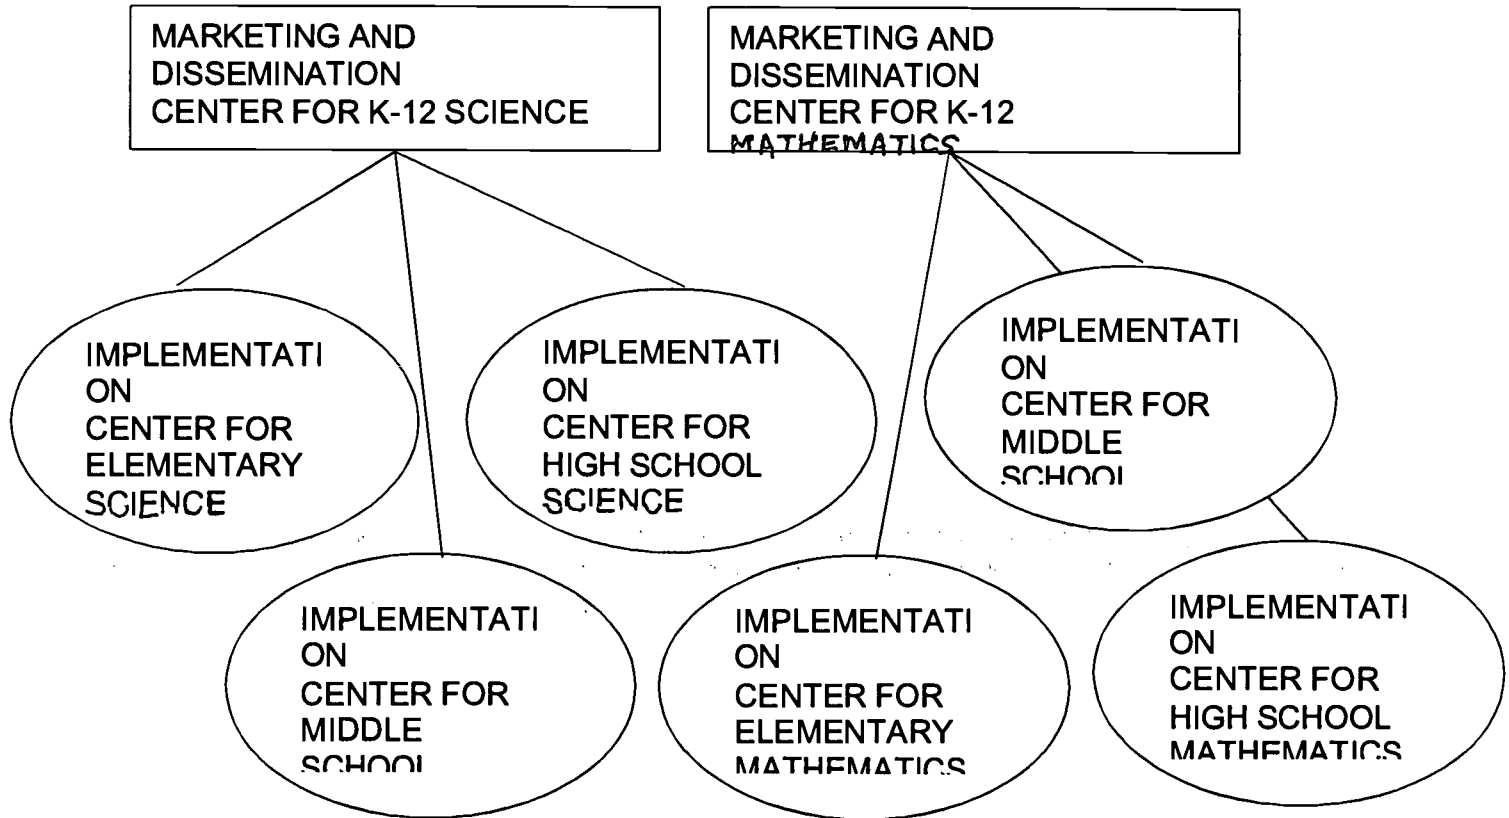 MARKETING AND
DISSEMINATION
CENTER FOR K-12 SCIENCE
MARKETING AND
DISSEMINATION
CENTER FOR K-12
MATHEMATICS
IMPLEMENTATI
ON
CENTER FOR
ELEMENTARY
SCIENCE
IMPLEMENTATI
ON
CENTER FOR
HIGH SCHOOL
SCIENCE
IMPLEMENTATI
ON
CENTER FOR
MIDDLE
SCHOOL
IMPLEMENTATI
ON
CENTER FOR
MIDDLE
SCHOOL
IMPLEMENTATI
ON
CENTER FOR
ELEMENTARY
MATHEMATICS
IMPLEMENTATI
ON
CENTER FOR
HIGH SCHOOL
MATHEMATICS